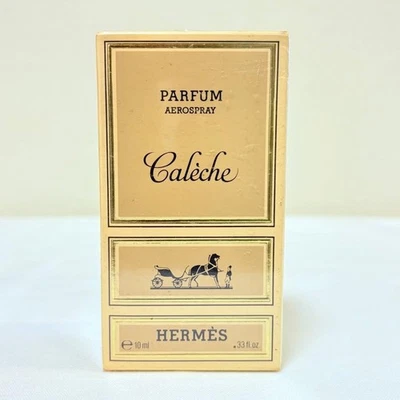 PARFUM
AEROSPRAY
Calèche
HERMÈS
℮ 10 ml .33 fl oz